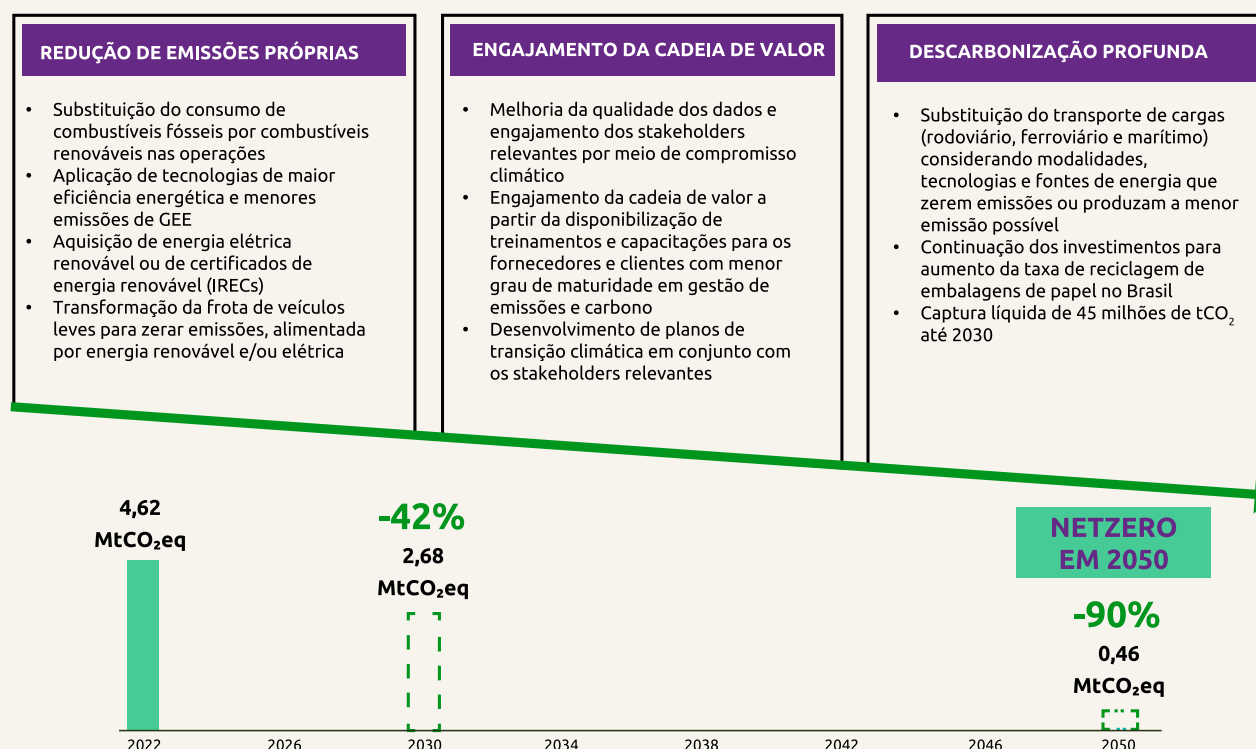 REDUÇÃO DE EMISSÕES PRÓPRIAS
• Substituição do consumo de
combustíveis fósseis por combustíveis
renováveis nas operações
• Aplicação de tecnologias de maior
eficiência energética e menores
emissões de GEE
• Aquisição de energia elétrica
renovável ou de certificados de
energia renovável (IRECs)
• Transformação da frota de veículos
leves para zerar emissões, alimentada
por energia renovável e/ou elétrica
ENGAJAMENTO DA CADEIA DE VALOR
• Melhoria da qualidade dos dados e
engajamento dos stakeholders
relevantes por meio de compromisso
climático
• Engajamento da cadeia de valor a
partir da disponibilização de
treinamentos e capacitações para os
fornecedores e clientes com menor
grau de maturidade em gestão de
emissões e carbono
• Desenvolvimento de planos de
transição climática em conjunto com
os stakeholders relevantes
DESCARBONIZAÇÃO PROFUNDA
• Substituição do transporte de cargas
(rodoviário, ferroviário e marítimo)
considerando modalidades,
tecnologias e fontes de energia que
zerem emissões ou produzam a menor
emissão possível
• Continuação dos investimentos para
aumento da taxa de reciclagem de
embalagens de papel no Brasil
• Captura líquida de 45 milhões de tCO₂
até 2030
4,62
MtCO₂eq
-42%
2,68
MtCO₂eq
NETZERO
EM 2050
-90%
0,46
MtCO₂eq
2022 2026 2030 2034 2038 2042 2046 2050